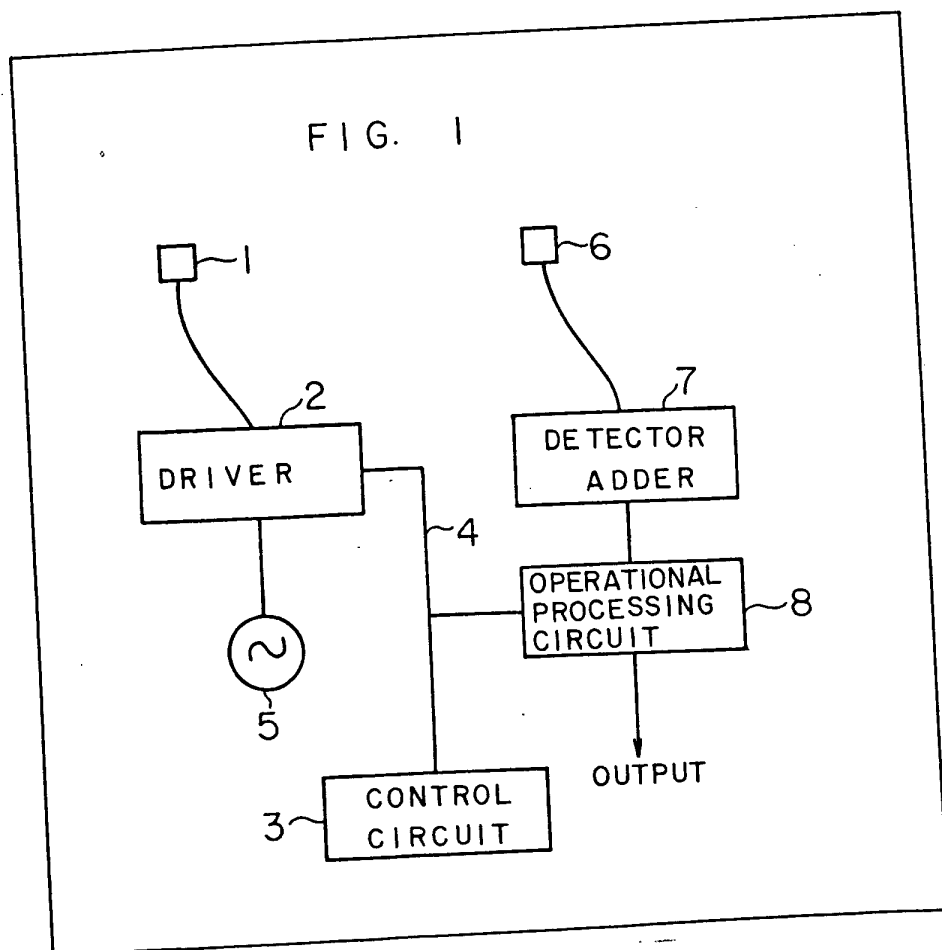 FIG. 1
1
6
2
7
DRIVER
DETECTOR
ADDER
4
OPERATIONAL
PROCESSING
CIRCUIT
8
5
OUTPUT
3
CONTROL
CIRCUIT